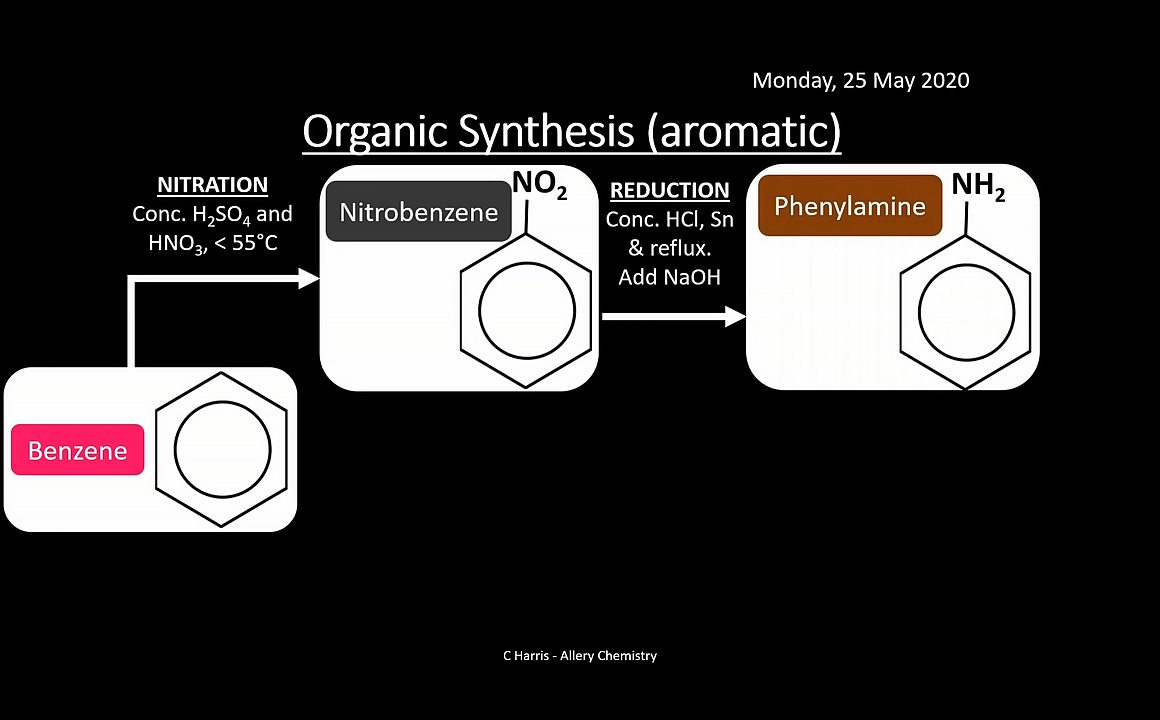 Monday, 25 May 2020
Organic Synthesis (aromatic)
NITRATION
Conc. H₂SO₄ and
HNO₃, < 55°C
Nitrobenzene
NO₂
REDUCTION
Conc. HCl, Sn
& reflux.
Add NaOH
Phenylamine
NH₂
Benzene
C Harris - Allery Chemistry